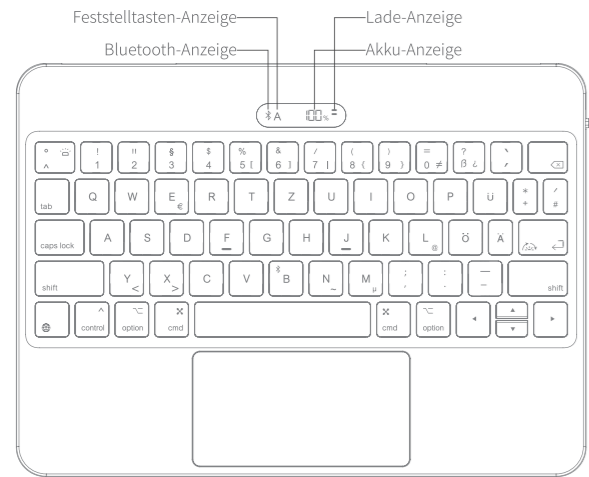 Feststelltasten-Anzeige Lade-Anzeige
Bluetooth-Anzeige Akku-Anzeige
A 100%
° ! " § $ % & / ( ) = ? `
^ 1 2 3 4 5 [ 6 ] 7 | 8 { 9 } 0 ≠ ß ¿ ´
tab Q W E € R T Z U I O P Ü * + ' #
caps lock A S D F G H J K L @ Ö Ä
shift Y < X > C V B N ~ M µ ; , : . — – shift
control option cmd cmd option